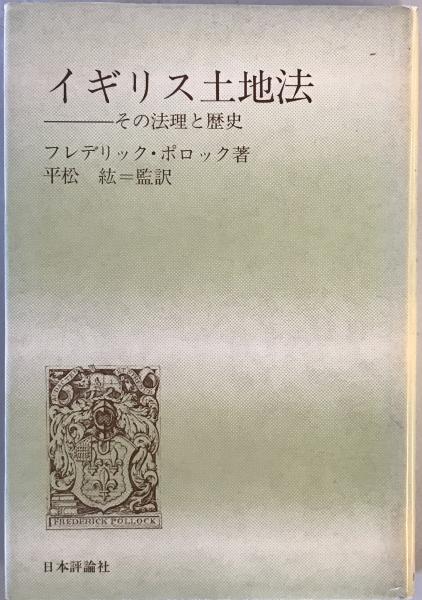 イギリス土地法
――その法理と歴史
フレデリック・ポロック著
平松 紘＝監訳
FREDERICK POLLOCK
日本評論社